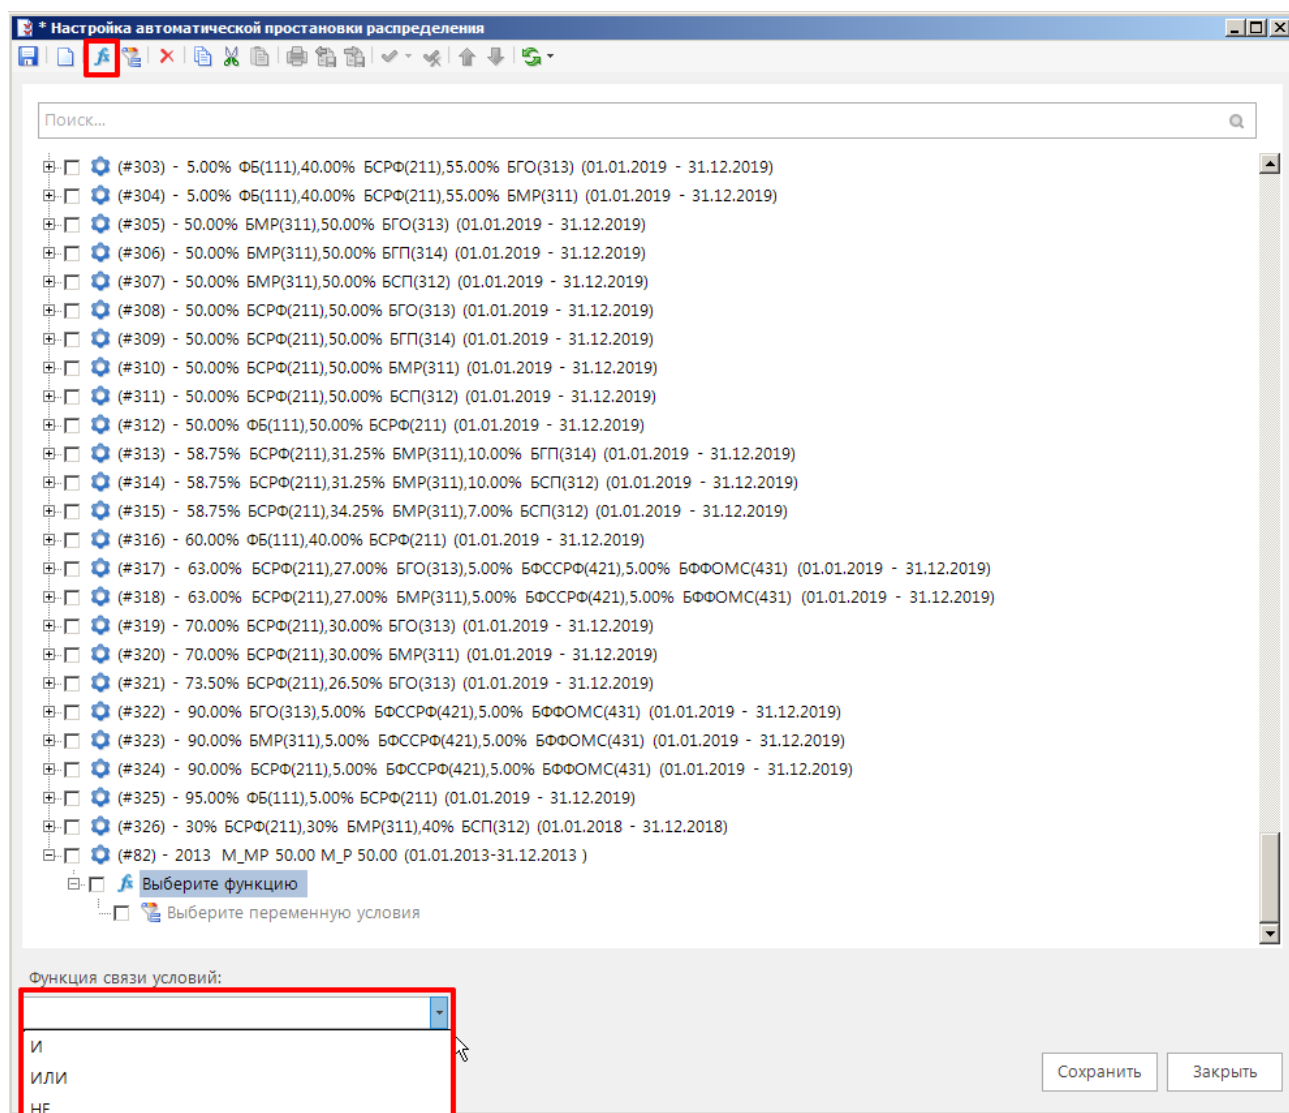 * Настройка автоматической простановки распределения
Поиск...
(#303) - 5.00% ФБ(111),40.00% БСРФ(211),55.00% БГО(313) (01.01.2019 - 31.12.2019)
(#304) - 5.00% ФБ(111),40.00% БСРФ(211),55.00% БМР(311) (01.01.2019 - 31.12.2019)
(#305) - 50.00% БМР(311),50.00% БГО(313) (01.01.2019 - 31.12.2019)
(#306) - 50.00% БМР(311),50.00% БГП(314) (01.01.2019 - 31.12.2019)
(#307) - 50.00% БМР(311),50.00% БСП(312) (01.01.2019 - 31.12.2019)
(#308) - 50.00% БСРФ(211),50.00% БГО(313) (01.01.2019 - 31.12.2019)
(#309) - 50.00% БСРФ(211),50.00% БГП(314) (01.01.2019 - 31.12.2019)
(#310) - 50.00% БСРФ(211),50.00% БМР(311) (01.01.2019 - 31.12.2019)
(#311) - 50.00% БСРФ(211),50.00% БСП(312) (01.01.2019 - 31.12.2019)
(#312) - 50.00% ФБ(111),50.00% БСРФ(211) (01.01.2019 - 31.12.2019)
(#313) - 58.75% БСРФ(211),31.25% БМР(311),10.00% БГП(314) (01.01.2019 - 31.12.2019)
(#314) - 58.75% БСРФ(211),31.25% БМР(311),10.00% БСП(312) (01.01.2019 - 31.12.2019)
(#315) - 58.75% БСРФ(211),34.25% БМР(311),7.00% БСП(312) (01.01.2019 - 31.12.2019)
(#316) - 60.00% ФБ(111),40.00% БСРФ(211) (01.01.2019 - 31.12.2019)
(#317) - 63.00% БСРФ(211),27.00% БГО(313),5.00% БФССРФ(421),5.00% БФФОМС(431) (01.01.2019 - 31.12.2019)
(#318) - 63.00% БСРФ(211),27.00% БМР(311),5.00% БФССРФ(421),5.00% БФФОМС(431) (01.01.2019 - 31.12.2019)
(#319) - 70.00% БСРФ(211),30.00% БГО(313) (01.01.2019 - 31.12.2019)
(#320) - 70.00% БСРФ(211),30.00% БМР(311) (01.01.2019 - 31.12.2019)
(#321) - 73.50% БСРФ(211),26.50% БГО(313) (01.01.2019 - 31.12.2019)
(#322) - 90.00% БГО(313),5.00% БФССРФ(421),5.00% БФФОМС(431) (01.01.2019 - 31.12.2019)
(#323) - 90.00% БМР(311),5.00% БФССРФ(421),5.00% БФФОМС(431) (01.01.2019 - 31.12.2019)
(#324) - 90.00% БСРФ(211),5.00% БФССРФ(421),5.00% БФФОМС(431) (01.01.2019 - 31.12.2019)
(#325) - 95.00% ФБ(111),5.00% БСРФ(211) (01.01.2019 - 31.12.2019)
(#326) - 30% БСРФ(211),30% БМР(311),40% БСП(312) (01.01.2018 - 31.12.2018)
(#82) - 2013 М_МР 50.00 М_Р 50.00 (01.01.2013-31.12.2013 )
Выберите функцию
Выберите переменную условия
Функция связи условий:
И
ИЛИ
НЕ
Сохранить
Закрыть